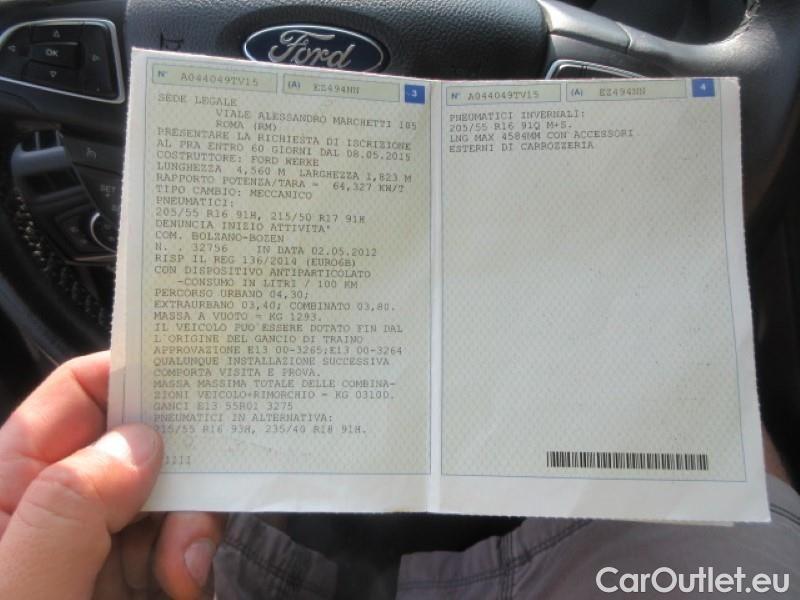 OK
SET
Ford
N° A044049TV15 (A) EZ494NN 3
SEDE LEGALE
VIALE ALESSANDRO MARCHETTI 105
ROMA (RM)
PRESENTARE LA RICHIESTA DI ISCRIZIONE
AL PRA ENTRO 60 GIORNI DAL 08.05.2015
COSTRUTTORE: FORD WERKE
LUNGHEZZA 4,560 M LARGHEZZA 1,823 M
RAPPORTO POTENZA/TARA = 64,327 KW/T
TIPO CAMBIO: MECCANICO
PNEUMATICI:
205/55 R16 91H, 215/50 R17 91H
DENUNCIA INIZIO ATTIVITA'
COM. BOLZANO-BOZEN
N. . 32756 IN DATA 02.05.2012
RISP IL REG 136/2014 (EURO6B)
CON DISPOSITIVO ANTIPARTICOLATO
-CONSUMO IN LITRI / 100 KM
PERCORSO URBANO 04,30;
EXTRAURBANO 03,40; COMBINATO 03,80.
MASSA A VUOTO = KG 1293.
IL VEICOLO PUO'ESSERE DOTATO FIN DAL
L'ORIGINE DEL GANCIO DI TRAINO
APPROVAZIONE E13 00-3265;E13 00-3264
QUALUNQUE INSTALLAZIONE SUCCESSIVA
COMPORTA VISITA E PROVA.
MASSA MASSIMA TOTALE DELLE COMBINA-
ZIONI VEICOLO+RIMORCHIO = KG 03100.
GANCI E13 55R01 3275
PNEUMATICI IN ALTERNATIVA:
215/55 R16 93H, 235/40 R18 91H.
N° A044049TV15 (A) EZ494NN 4
PNEUMATICI INVERNALI:
205/55 R16 91Q M+S.
LNG MAX 4584MM CON ACCESSORI
ESTERNI DI CARROZZERIA
CarOutlet.eu